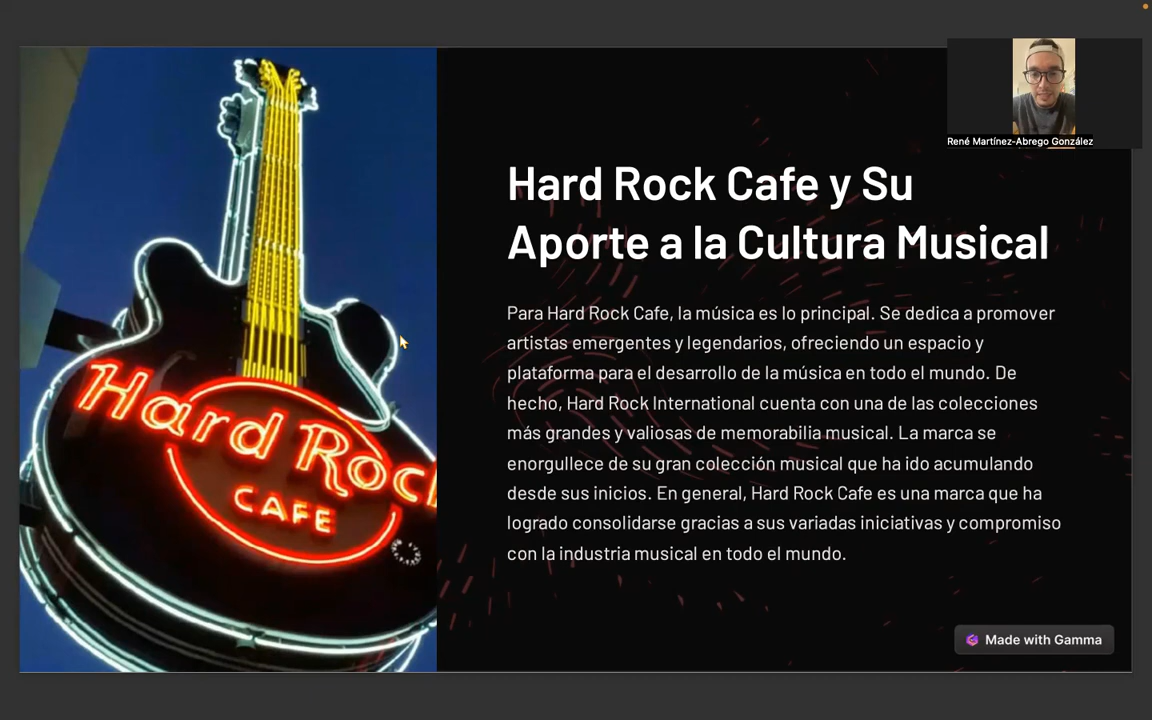 René Martínez-Abrego González
Hard Rock
CAFE
Hard Rock Cafe y Su
Aporte a la Cultura Musical
Para Hard Rock Cafe, la música es lo principal. Se dedica a promover
artistas emergentes y legendarios, ofreciendo un espacio y
plataforma para el desarrollo de la música en todo el mundo. De
hecho, Hard Rock International cuenta con una de las colecciones
más grandes y valiosas de memorabilia musical. La marca se
enorgullece de su gran colección musical que ha ido acumulando
desde sus inicios. En general, Hard Rock Cafe es una marca que ha
logrado consolidarse gracias a sus variadas iniciativas y compromiso
con la industria musical en todo el mundo.
Made with Gamma